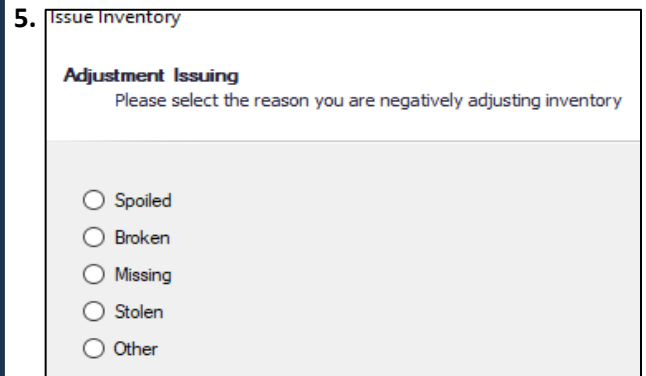 5.
Issue Inventory
Adjustment Issuing
Please select the reason you are negatively adjusting inventory
Spoiled
Broken
Missing
Stolen
Other